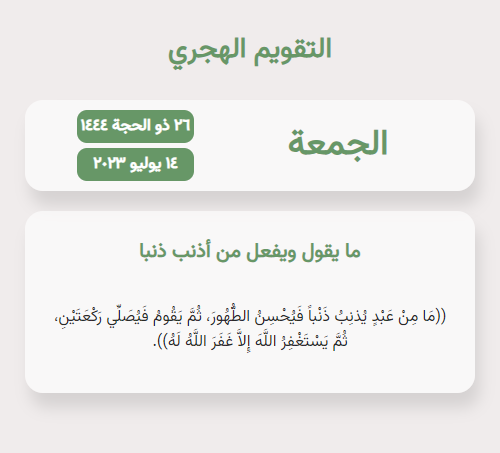 التقويم الهجري
الجمعة
٢٦ ذو الحجة ١٤٤٤
١٤ يوليو ٢٠٢٣
ما يقول ويفعل من أذنب ذنبا
((مَا مِنْ عَبْدٍ يُذنِبُ ذَنْباً فَيُحْسِنُ الطُّهُورَ، ثُمَّ يَقُومُ فَيُصَلِّي رَكْعَتَيْنِ،
ثُمَّ يَسْتَغْفِرُ اللَّهَ إِلاَّ غَفَرَ اللَّهُ لَهُ)).